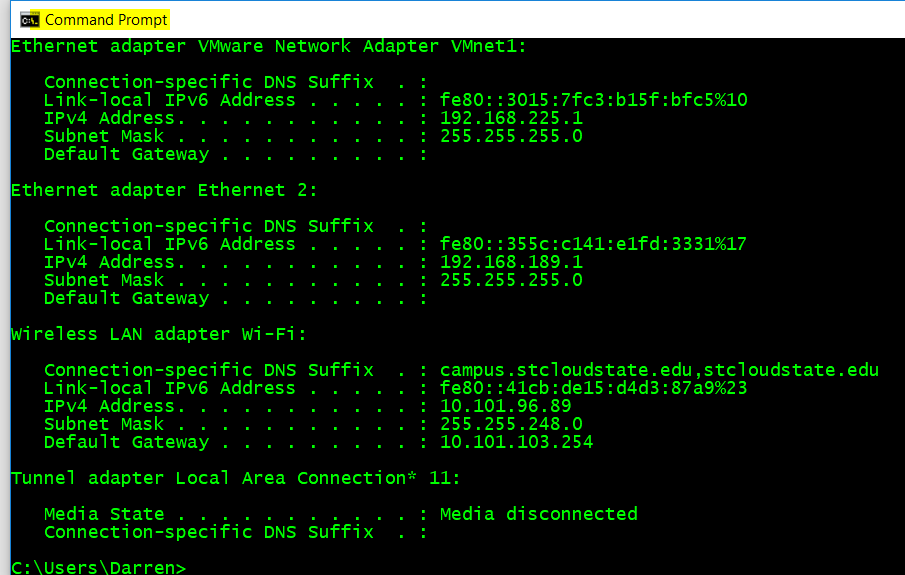 Command Prompt
Ethernet adapter VMware Network Adapter VMnet1:
Connection-specific DNS Suffix  . :
Link-local IPv6 Address . . . . . : fe80::3015:7fc3:b15f:bfc5%10
IPv4 Address. . . . . . . . . . . : 192.168.225.1
Subnet Mask . . . . . . . . . . . : 255.255.255.0
Default Gateway . . . . . . . . . :
Ethernet adapter Ethernet 2:
Connection-specific DNS Suffix  . :
Link-local IPv6 Address . . . . . : fe80::355c:c141:e1fd:3331%17
IPv4 Address. . . . . . . . . . . : 192.168.189.1
Subnet Mask . . . . . . . . . . . : 255.255.255.0
Default Gateway . . . . . . . . . :
Wireless LAN adapter Wi-Fi:
Connection-specific DNS Suffix  . : campus.stcloudstate.edu,stcloudstate.edu
Link-local IPv6 Address . . . . . : fe80::41cb:de15:d4d3:87a9%23
IPv4 Address. . . . . . . . . . . : 10.101.96.89
Subnet Mask . . . . . . . . . . . : 255.255.248.0
Default Gateway . . . . . . . . . : 10.101.103.254
Tunnel adapter Local Area Connection* 11:
Media State . . . . . . . . . . . : Media disconnected
Connection-specific DNS Suffix  . :
C:\Users\Darren>